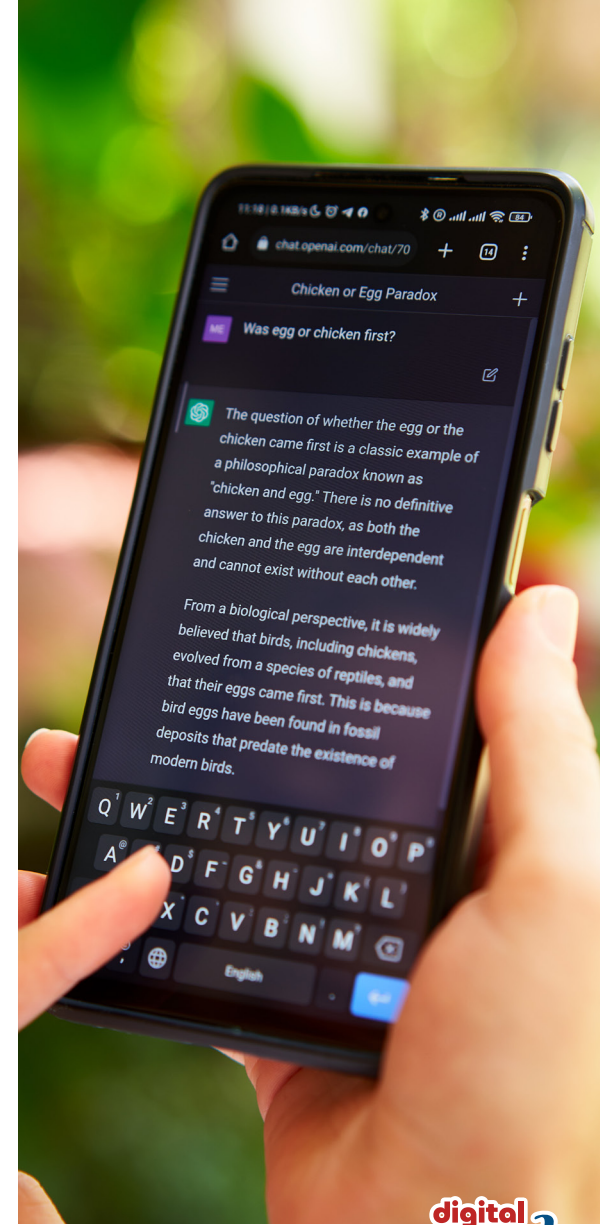 11:18 | 0.1KB/s
84
chat.openai.com/chat/70
14
Chicken or Egg Paradox
ME
Was egg or chicken first?
The question of whether the egg or the
chicken came first is a classic example of
a philosophical paradox known as
"chicken and egg." There is no definitive
answer to this paradox, as both the
chicken and the egg are interdependent
and cannot exist without each other.
From a biological perspective, it is widely
believed that birds, including chickens,
evolved from a species of reptiles, and
that their eggs came first. This is because
bird eggs have been found in fossil
deposits that predate the existence of
modern birds.
Q W E R T Y U I O P
A D F G H J K L
X C V B N M
English
digital